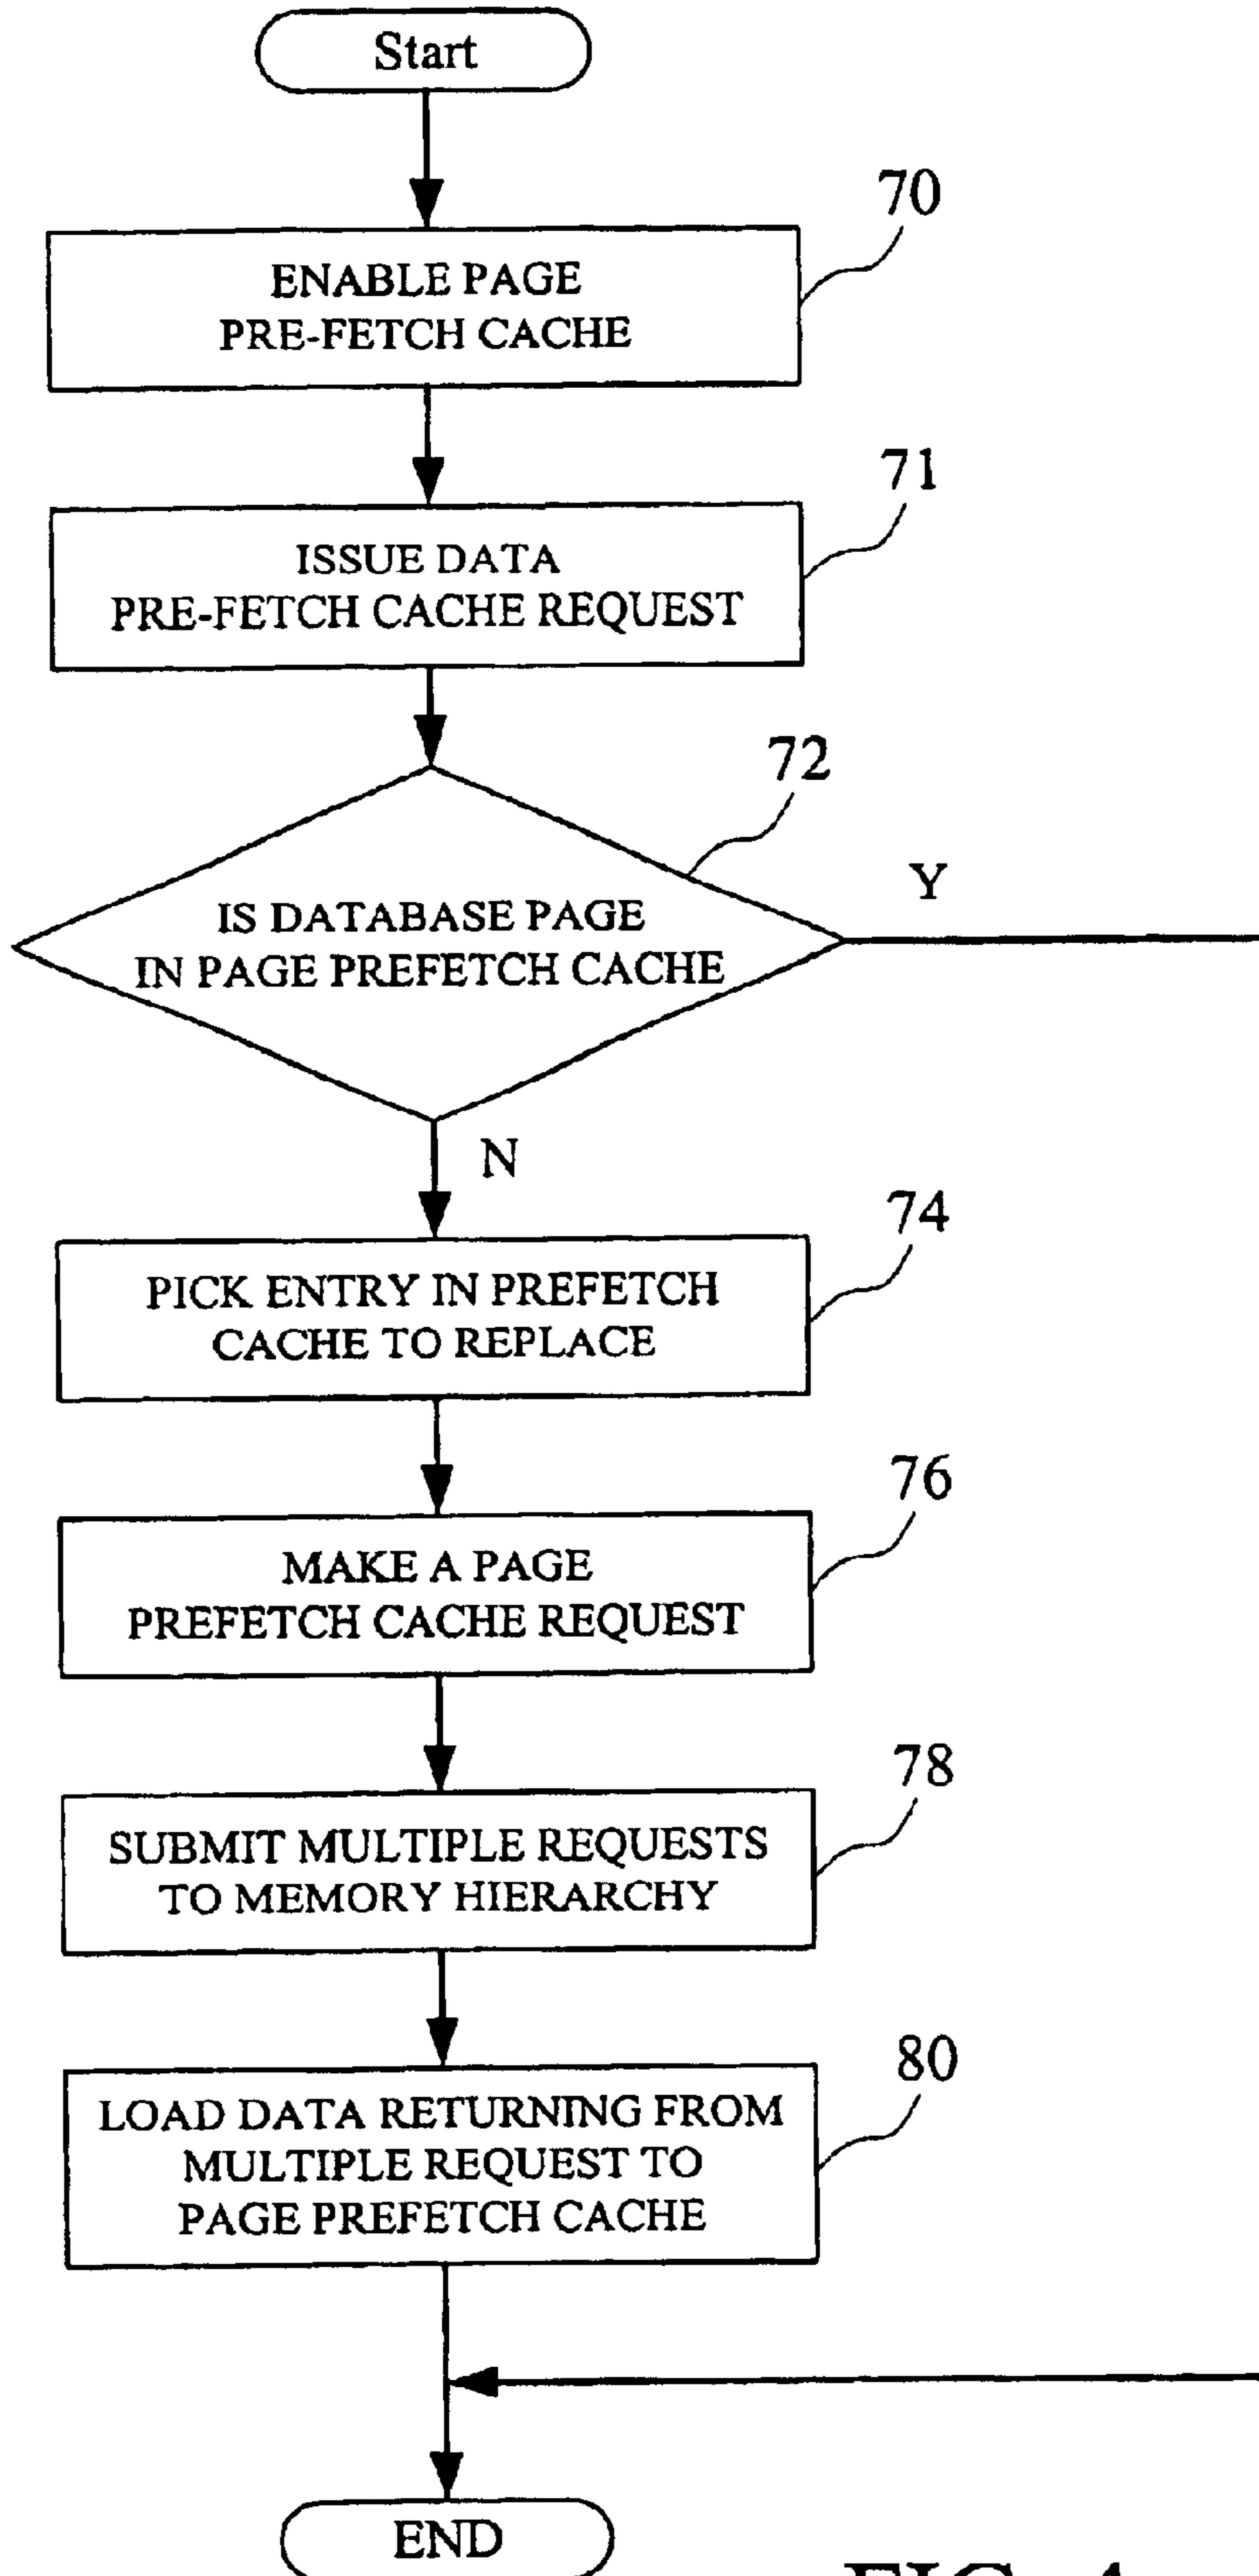 Start
70
ENABLE PAGE
PRE-FETCH CACHE
71
ISSUE DATA
PRE-FETCH CACHE REQUEST
72
Y
IS DATABASE PAGE
IN PAGE PREFETCH CACHE
N
74
PICK ENTRY IN PREFETCH
CACHE TO REPLACE
76
MAKE A PAGE
PREFETCH CACHE REQUEST
78
SUBMIT MULTIPLE REQUESTS
TO MEMORY HIERARCHY
80
LOAD DATA RETURNING FROM
MULTIPLE REQUEST TO
PAGE PREFETCH CACHE
END
FIG. 4